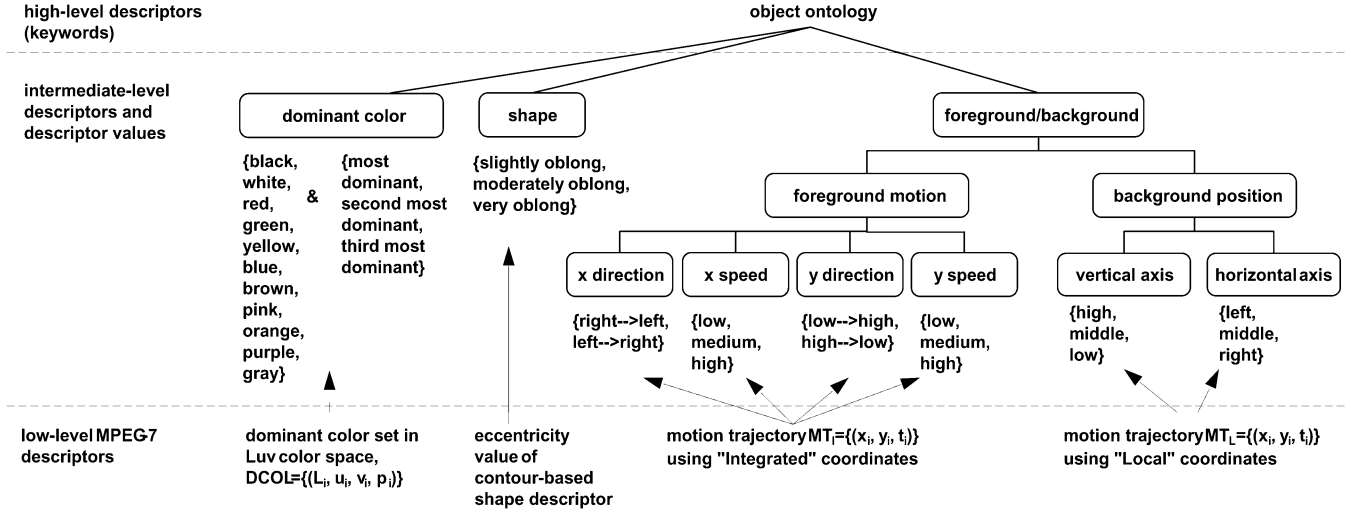 high-level descriptors
(keywords)
object ontology
intermediate-level
descriptors and
descriptor values
dominant color
shape
foreground/background
{black,
white,
red,
green,
yellow,
blue,
brown,
pink,
orange,
purple,
gray}
&
{most
dominant,
second most
dominant,
third most
dominant}
{slightly oblong,
moderately oblong,
very oblong}
foreground motion
background position
x direction
x speed
y direction
y speed
vertical axis
horizontal axis
{right-->left,
left-->right}
{low,
medium,
high}
{low-->high,
high-->low}
{low,
medium,
high}
{high,
middle,
low}
{left,
middle,
right}
low-level MPEG-7
descriptors
dominant color set in
Luv color space,
DCOL={(Li, ui, vi, pi)}
eccentricity
value of
contour-based
shape descriptor
motion trajectory MTI={(xi, yi, ti)}
using "Integrated" coordinates
motion trajectory MTL={(xi, yi, ti)}
using "Local" coordinates